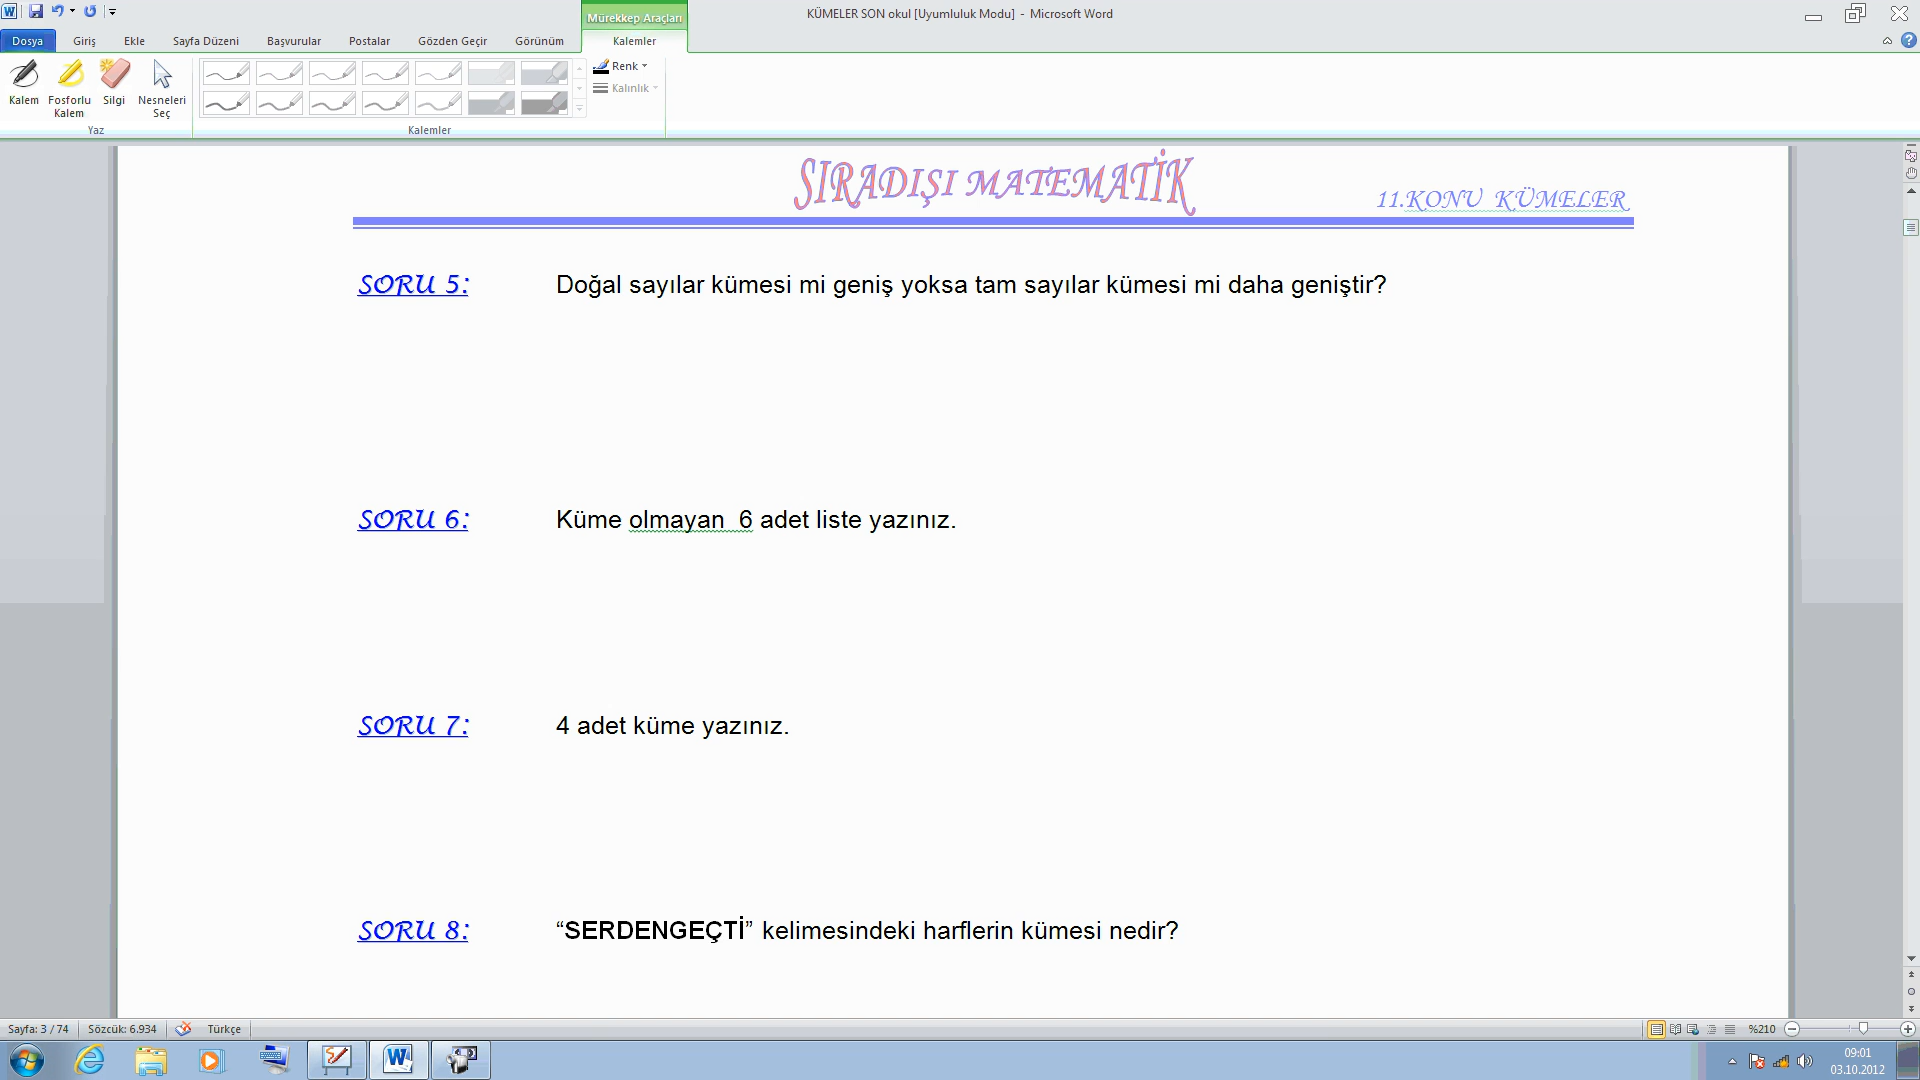 KÜMELER SON okul [Uyumluluk Modu] - Microsoft Word
Mürekkep Araçları
Dosya Giriş Ekle Sayfa Düzeni Başvurular Postalar Gözden Geçir Görünüm Kalemler
Kalem Fosforlu Kalem Silgi Nesneleri Seç
Renk
Kalınlık
Yaz Kalemler
SIRADIŞI MATEMATİK
11.KONU KÜMELER
SORU 5: Doğal sayılar kümesi mi geniş yoksa tam sayılar kümesi mi daha geniştir?
SORU 6: Küme olmayan 6 adet liste yazınız.
SORU 7: 4 adet küme yazınız.
SORU 8: “SERDENGEÇTİ” kelimesindeki harflerin kümesi nedir?
Sayfa: 3 / 74 Sözcük: 6.934 Türkçe %210
09:01
03.10.2012